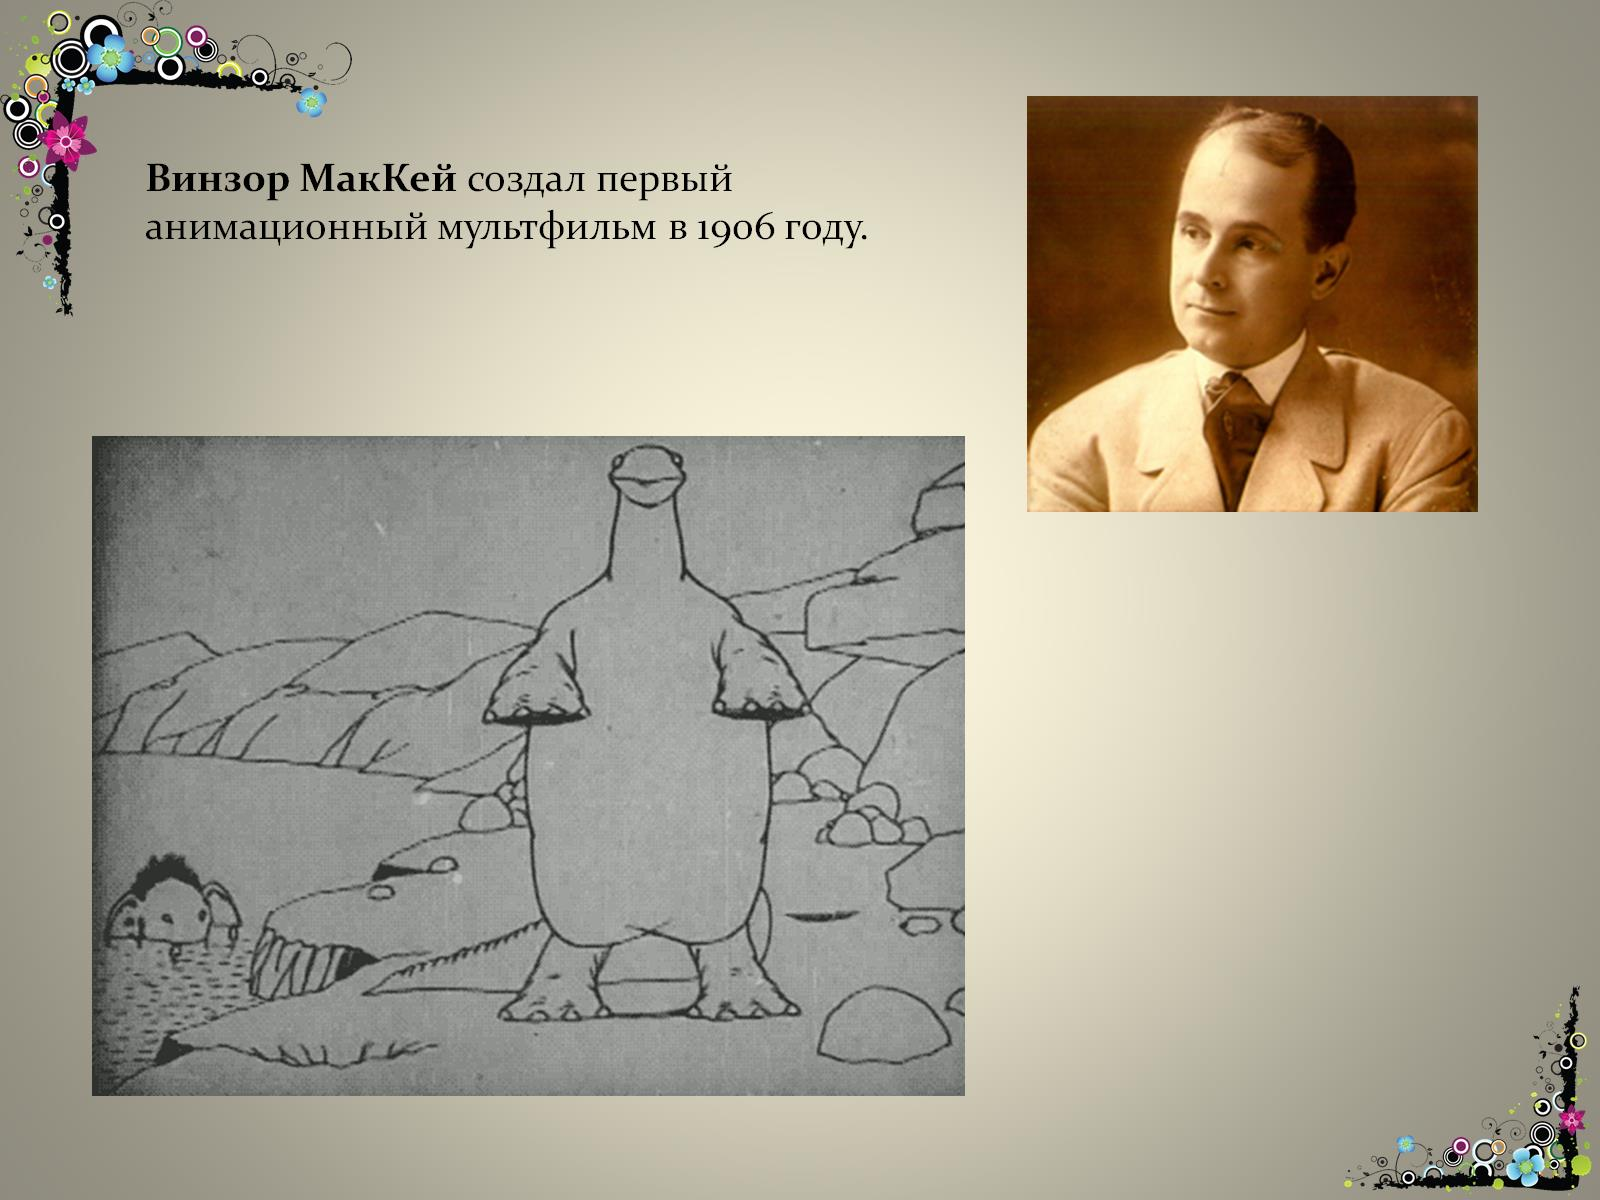 Винзор МакКей создал первый
анимационный мультфильм в 1906 году.